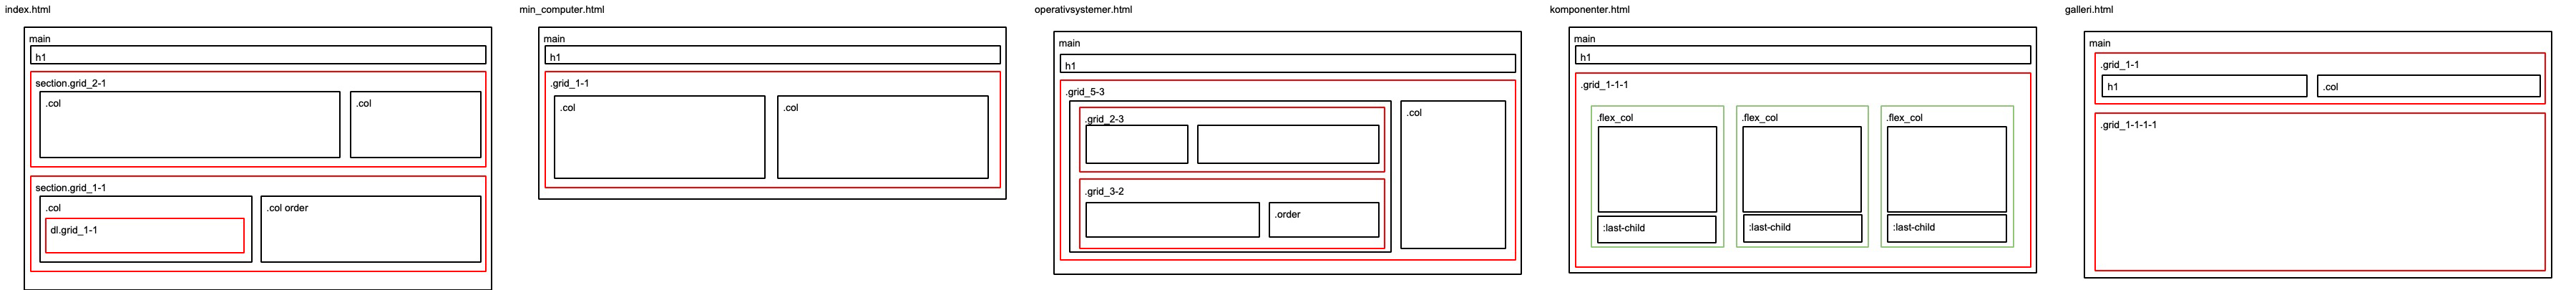 index.html
main
h1
section.grid_2-1
.col
.col
section.grid_1-1
.col
dl.grid_1-1
.col order
min_computer.html
main
h1
.grid_1-1
.col
.col
operativsystemer.html
main
h1
.grid_5-3
.grid_2-3
.grid_3-2
.order
.col
komponenter.html
main
h1
.grid_1-1-1
.flex_col
:last-child
.flex_col
:last-child
.flex_col
:last-child
galleri.html
main
.grid_1-1
h1
.col
.grid_1-1-1-1